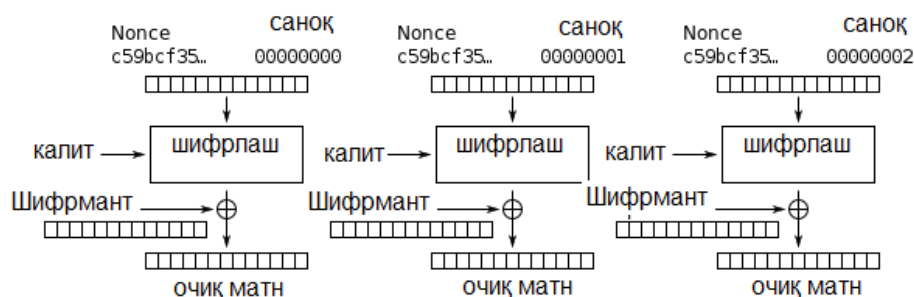 Nonce санок
c59bcf35… 00000000
шифрлаш
калит
Шифрмант
очиқ матн
Nonce саноқ
c59bcf35… 00000001
шифрлаш
калит
Шифрмант
очиқ матн
Nonce саноқ
c59bcf35… 00000002
шифрлаш
калит
Шифрмант
очиқ матн